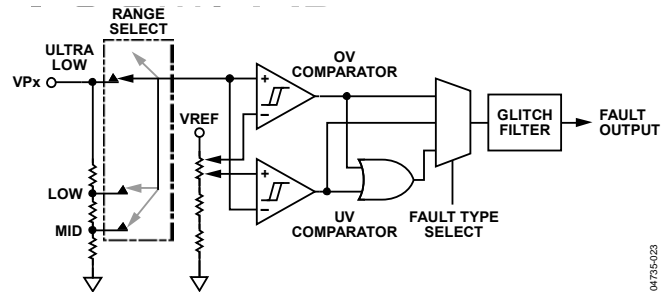 RANGE
SELECT
ULTRA
LOW
VPx
LOW
MID
VREF
+
–
+
–
OV
COMPARATOR
UV
COMPARATOR
FAULT TYPE
SELECT
GLITCH
FILTER
FAULT
OUTPUT
04735-023